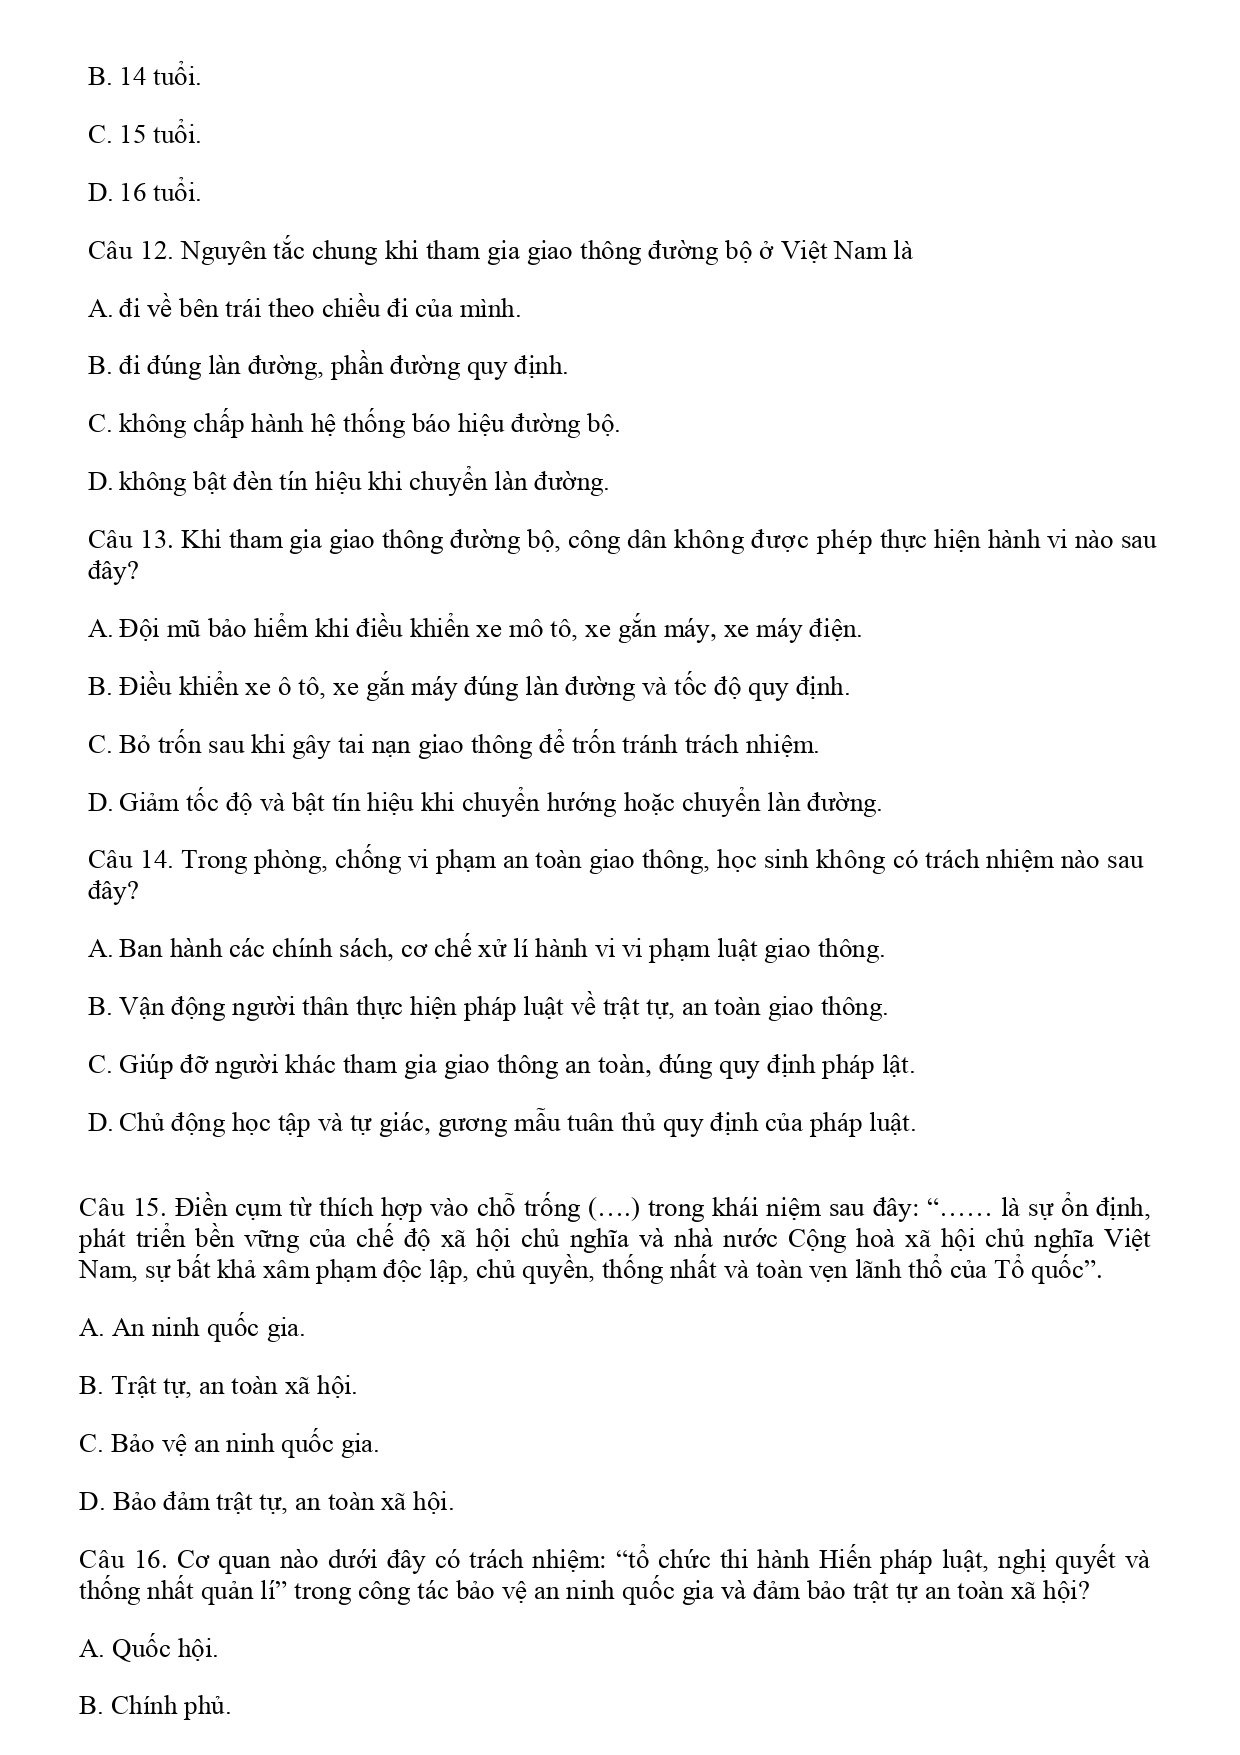 B. 14 tuổi.
C. 15 tuổi.
D. 16 tuổi.
Câu 12. Nguyên tắc chung khi tham gia giao thông đường bộ ở Việt Nam là
A. đi về bên trái theo chiều đi của mình.
B. đi đúng làn đường, phần đường quy định.
C. không chấp hành hệ thống báo hiệu đường bộ.
D. không bật đèn tín hiệu khi chuyển làn đường.
Câu 13. Khi tham gia giao thông đường bộ, công dân không được phép thực hiện hành vi nào sau
đây?
A. Đội mũ bảo hiểm khi điều khiển xe mô tô, xe gắn máy, xe máy điện.
B. Điều khiển xe ô tô, xe gắn máy đúng làn đường và tốc độ quy định.
C. Bỏ trốn sau khi gây tai nạn giao thông để trốn tránh trách nhiệm.
D. Giảm tốc độ và bật tín hiệu khi chuyển hướng hoặc chuyển làn đường.
Câu 14. Trong phòng, chống vi phạm an toàn giao thông, học sinh không có trách nhiệm nào sau
đây?
A. Ban hành các chính sách, cơ chế xử lí hành vi vi phạm luật giao thông.
B. Vận động người thân thực hiện pháp luật về trật tự, an toàn giao thông.
C. Giúp đỡ người khác tham gia giao thông an toàn, đúng quy định pháp lật.
D. Chủ động học tập và tự giác, gương mẫu tuân thủ quy định của pháp luật.
Câu 15. Điền cụm từ thích hợp vào chỗ trống (….) trong khái niệm sau đây: “…… là sự ổn định,
phát triển bền vững của chế độ xã hội chủ nghĩa và nhà nước Cộng hoà xã hội chủ nghĩa Việt
Nam, sự bất khả xâm phạm độc lập, chủ quyền, thống nhất và toàn vẹn lãnh thổ của Tổ quốc”.
A. An ninh quốc gia.
B. Trật tự, an toàn xã hội.
C. Bảo vệ an ninh quốc gia.
D. Bảo đảm trật tự, an toàn xã hội.
Câu 16. Cơ quan nào dưới đây có trách nhiệm: “tổ chức thi hành Hiến pháp luật, nghị quyết và
thống nhất quản lí” trong công tác bảo vệ an ninh quốc gia và đảm bảo trật tự an toàn xã hội?
A. Quốc hội.
B. Chính phủ.